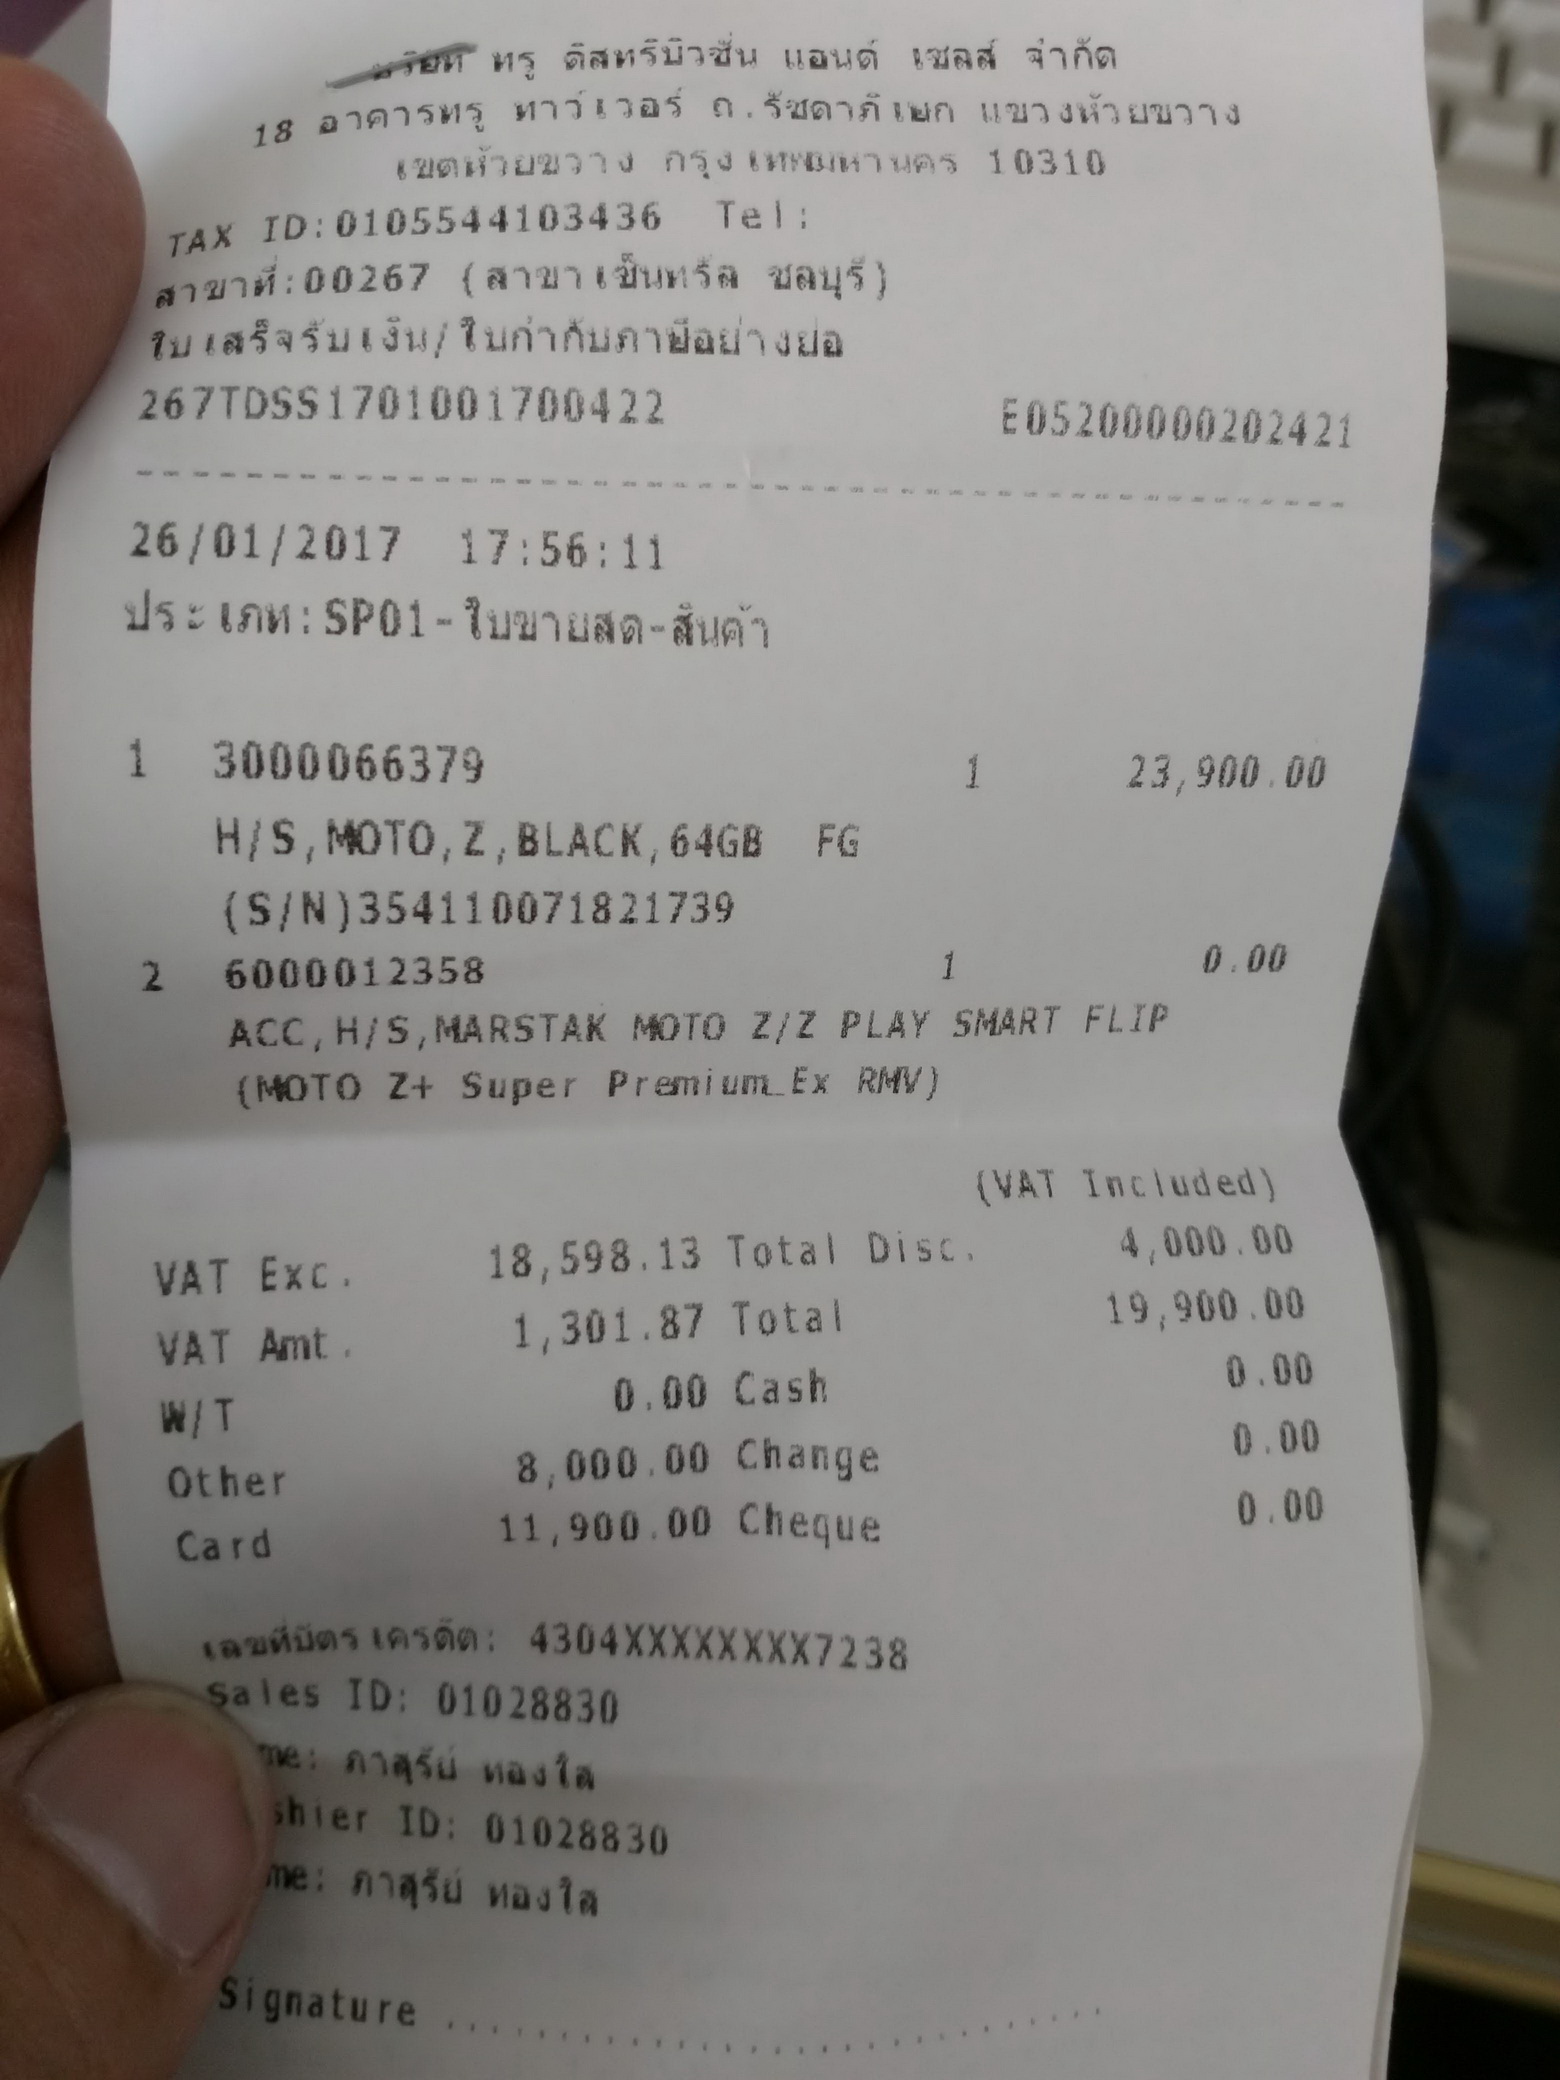 บริษัท ทรู ดิสทริบิวชั่น แอนด์ เซลส์ จำกัด
18 อาคารทรู ทาว์เวอร์ ถ.รัชดาภิเษก แขวงห้วยขวาง
เขตห้วยขวาง กรุงเทพมหานคร 10310
TAX ID:0105544103436 Tel:
สาขาที่:00267 (สาขาเซ็นทรัล ชลบุรี)
ใบเสร็จรับเงิน/ใบกำกับภาษีอย่างย่อ
267TDSS1701001700422 E05200000202421
26/01/2017 17:56:11
ประเภท:SP01-ใบขายสด-สินค้า
1 3000066379 1 23,900.00
H/S,MOTO,Z,BLACK,64GB FG
(S/N)354110071821739
2 6000012358 1 0.00
ACC,H/S,MARSTAK MOTO Z/Z PLAY SMART FLIP
(MOTO Z+ Super Premium_Ex RMV)
(VAT Included)
VAT Exc. 18,598.13 Total Disc. 4,000.00
VAT Amt. 1,301.87 Total 19,900.00
W/T 0.00 Cash 0.00
Other 8,000.00 Change 0.00
Card 11,900.00 Cheque 0.00
เลขที่บัตรเครดิต: 4304XXXXXXXX7238
Sales ID: 01028830
me: ภาสุรีย์ ทองใส
shier ID: 01028830
me: ภาสุรีย์ ทองใส
Signature ..............................